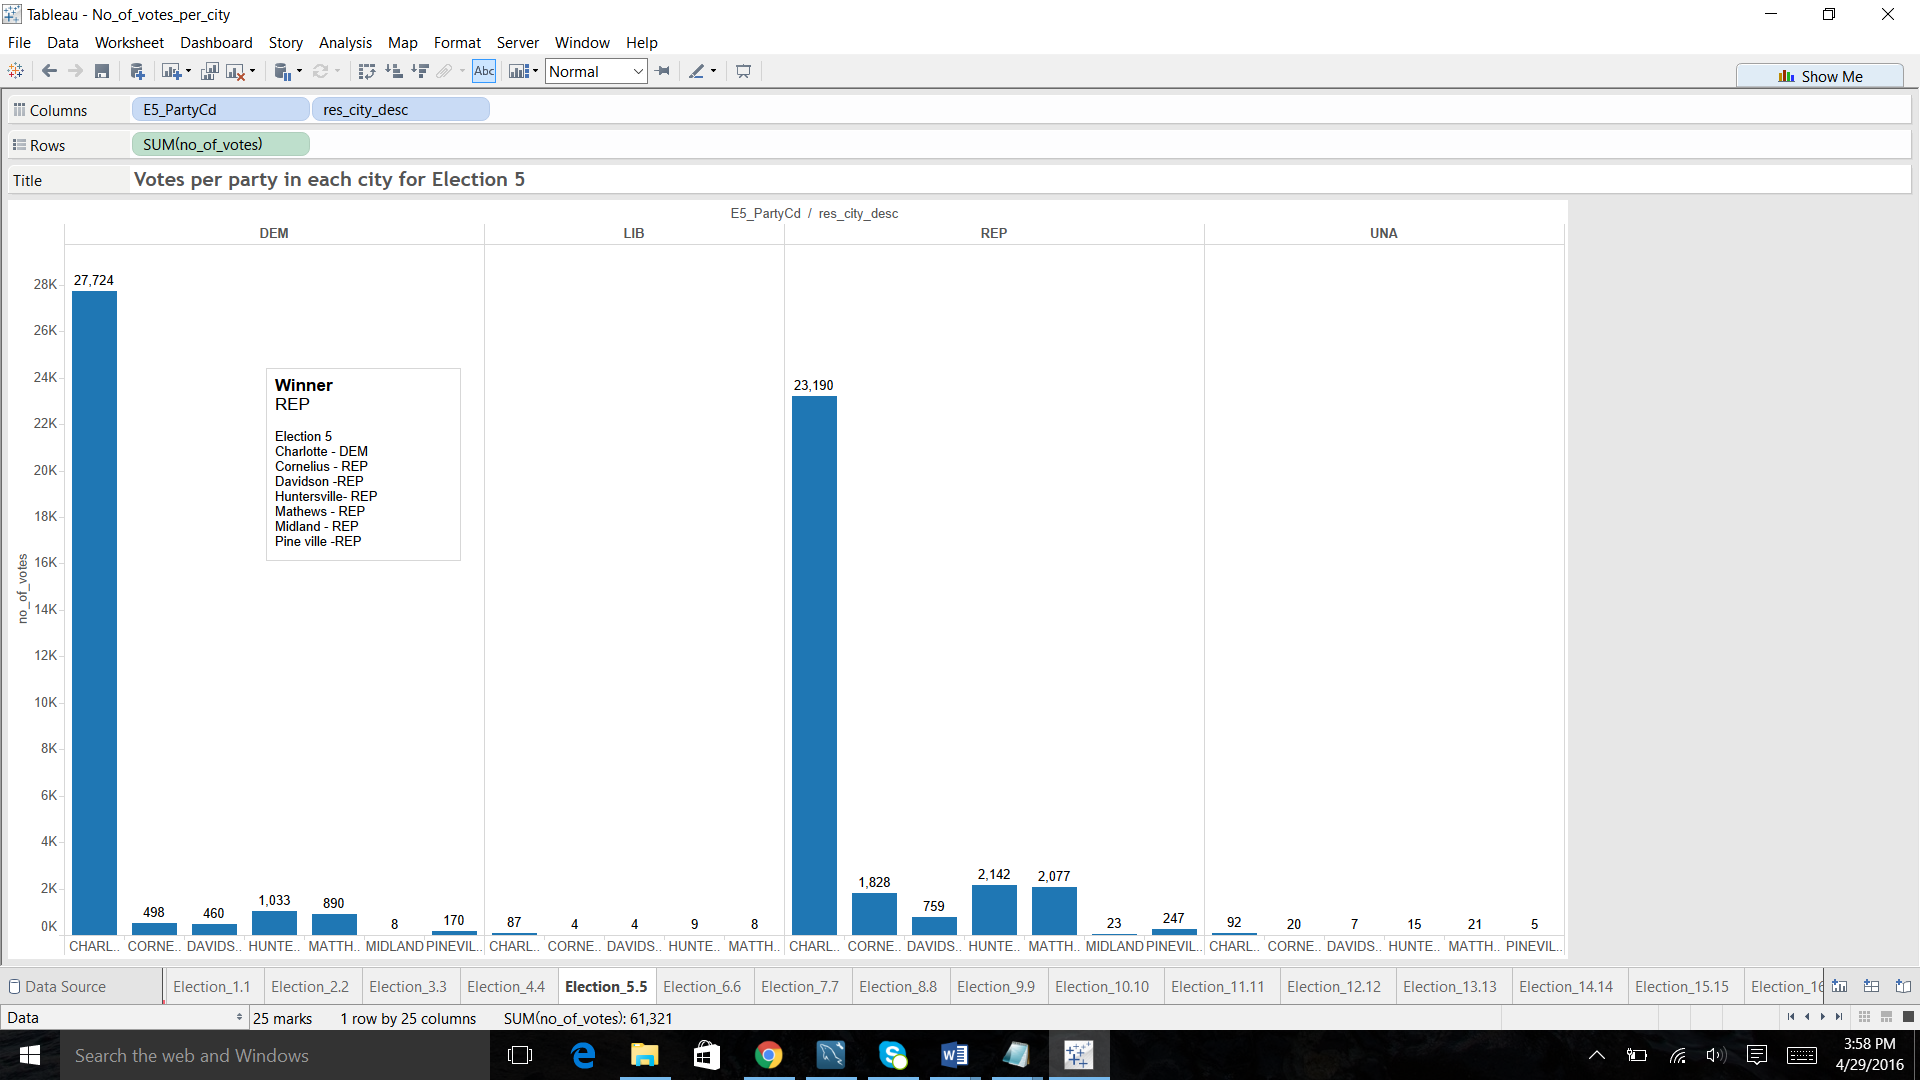 Tableau - No_of_votes_per_city
File Data Worksheet Dashboard Story Analysis Map Format Server Window Help
Abc Normal
Show Me
Columns E5_PartyCd res_city_desc
Rows SUM(no_of_votes)
Title Votes per party in each city for Election 5
E5_PartyCd / res_city_desc
DEM LIB REP UNA
28K
26K
24K
22K
20K
18K
16K
14K
12K
10K
8K
6K
4K
2K
0K
no_of_votes
27,724 498 460 1,033 890 8 170 87 4 4 9 8 23,190 1,828 759 2,142 2,077 23 247 92 20 7 15 21 5
Winner
REP
Election 5
Charlotte - DEM
Cornelius - REP
Davidson -REP
Huntersville- REP
Mathews - REP
Midland - REP
Pine ville -REP
CHARL.. CORNE.. DAVIDS.. HUNTE.. MATTH.. MIDLAND PINEVIL.. CHARL.. CORNE.. DAVIDS.. HUNTE.. MATTH.. CHARL.. CORNE.. DAVIDS.. HUNTE.. MATTH.. MIDLAND PINEVIL.. CHARL.. CORNE.. DAVIDS.. HUNTE.. MATTH.. PINEVIL..
Data Source Election_1.1 Election_2.2 Election_3.3 Election_4.4 Election_5.5 Election_6.6 Election_7.7 Election_8.8 Election_9.9 Election_10.10 Election_11.11 Election_12.12 Election_13.13 Election_14.14 Election_15.15 Election_16
Data 25 marks 1 row by 25 columns SUM(no_of_votes): 61,321
Search the web and Windows
3:58 PM
4/29/2016